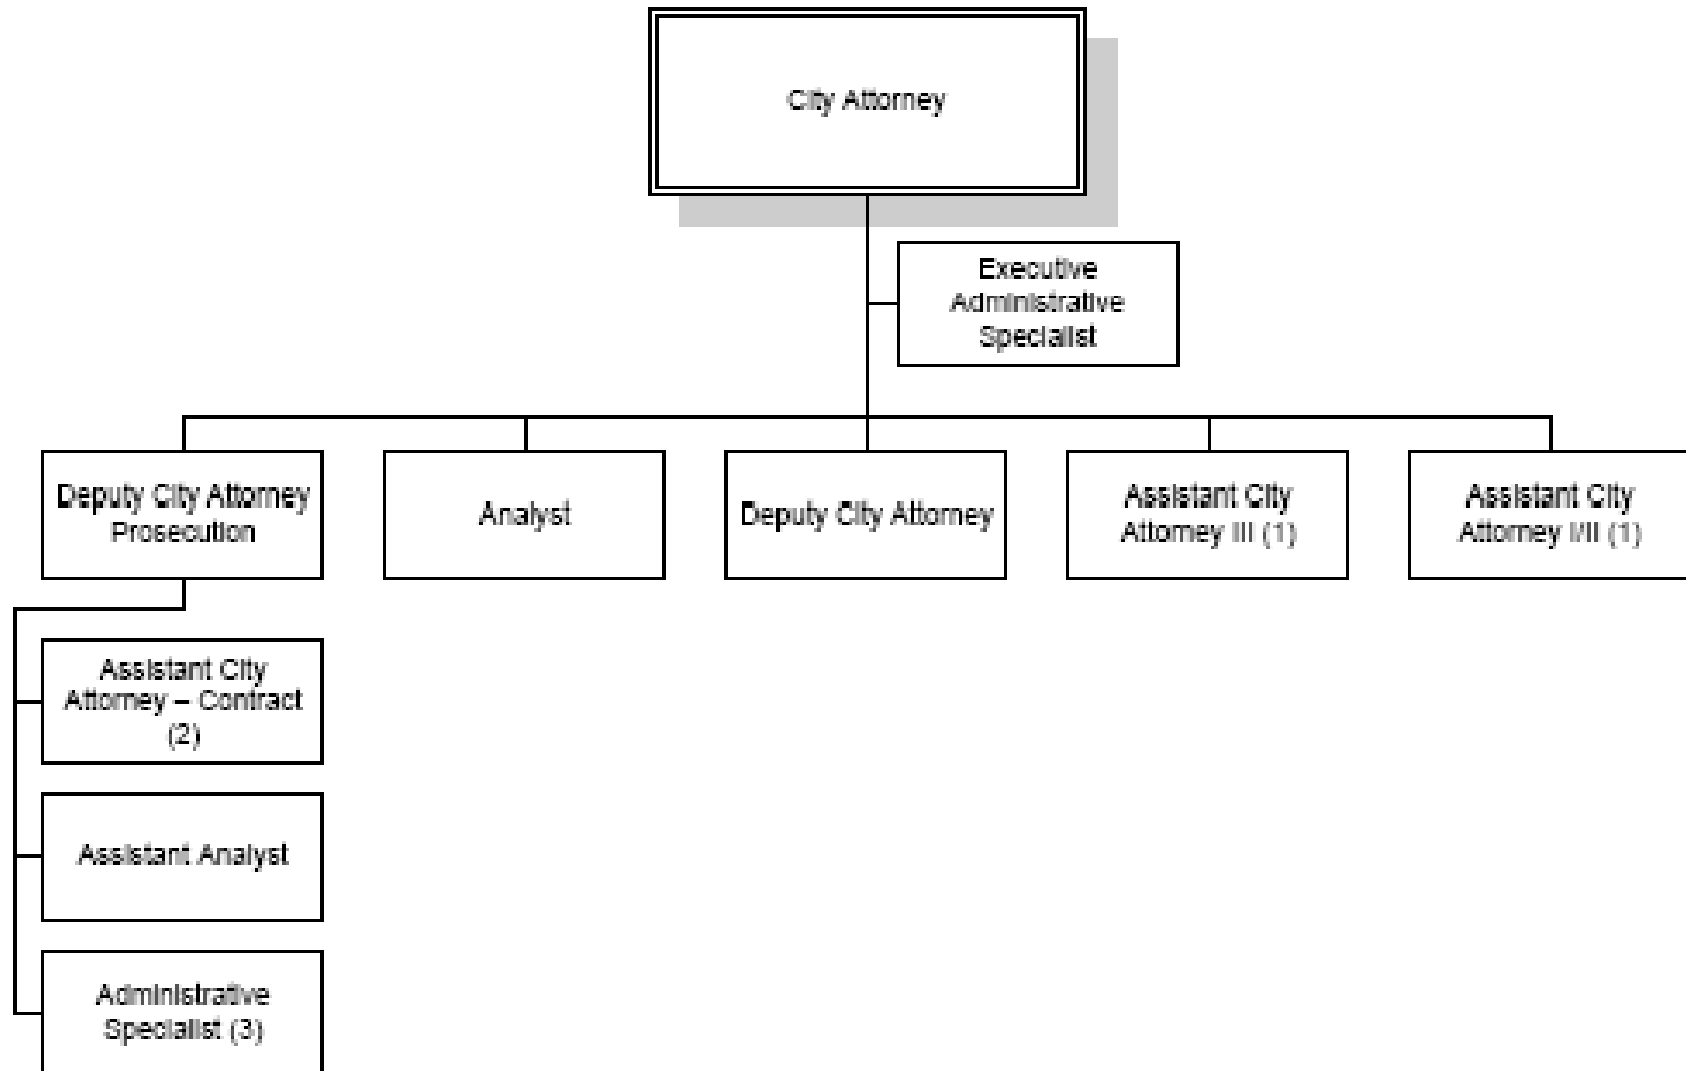 City Attorney
Executive
Administrative
Specialist
Deputy City Attorney
Prosecution
Analyst
Deputy City Attorney
Assistant City
Attorney III (1)
Assistant City
Attorney I/II (1)
Assistant City
Attorney – Contract
(2)
Assistant Analyst
Administrative
Specialist (3)